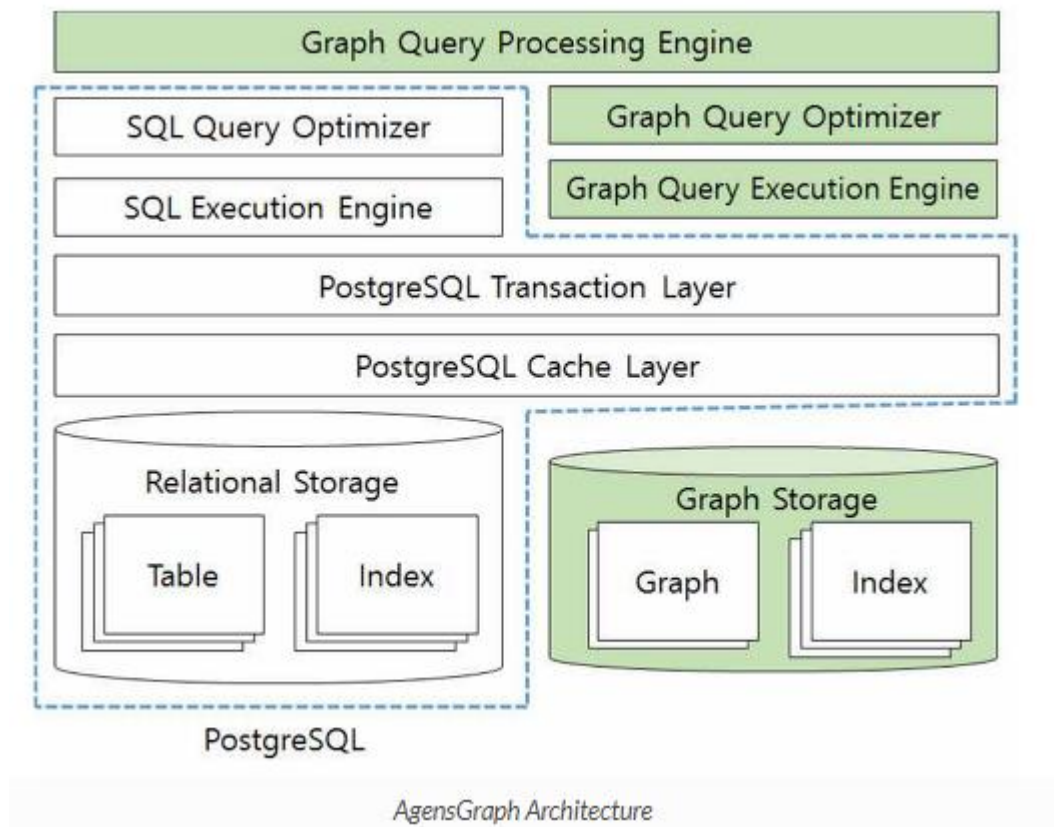 Graph Query Processing Engine
SQL Query Optimizer
Graph Query Optimizer
SQL Execution Engine
Graph Query Execution Engine
PostgreSQL Transaction Layer
PostgreSQL Cache Layer
Relational Storage
Table
Index
Graph Storage
Graph
Index
PostgreSQL
AgensGraph Architecture